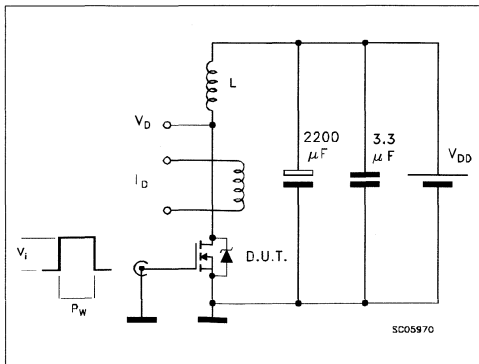 L
V_D
2200 μF
3.3 μF
V_DD
I_D
V_i
D.U.T.
P_W
SC05970